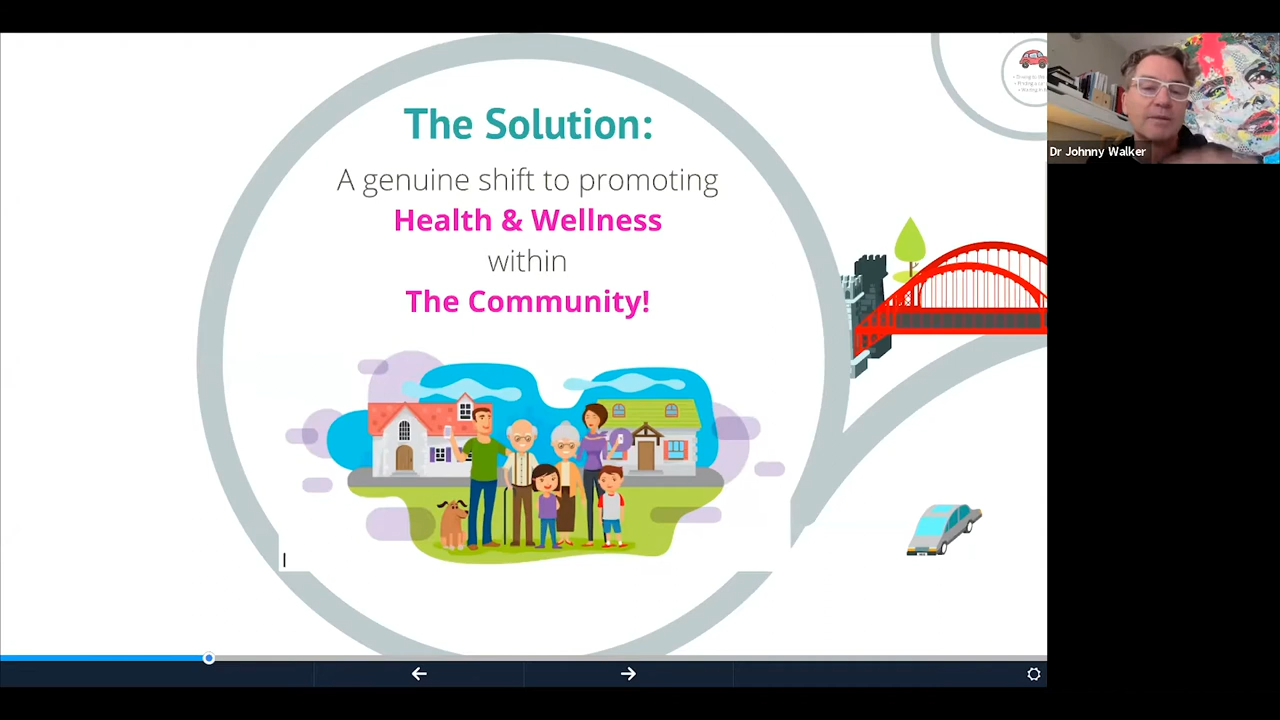 The Solution:
A genuine shift to promoting
Health & Wellness
within
The Community!
Dr Johnny Walker